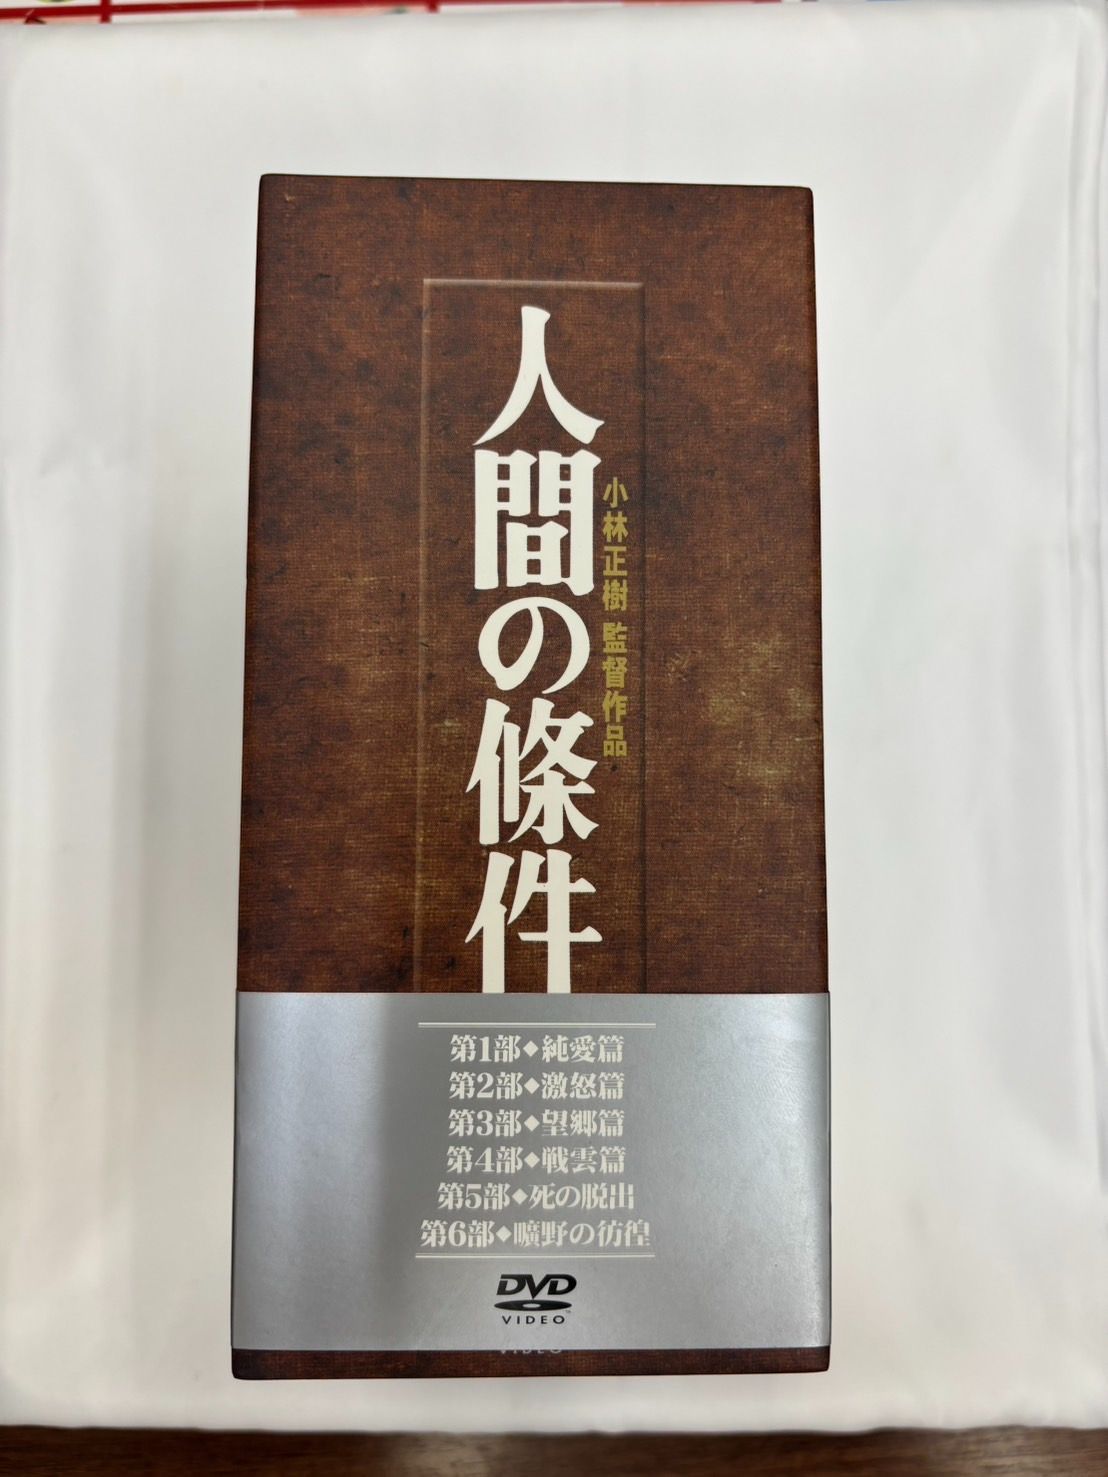 人間の條件
小林正樹 監督作品
第1部◆純愛篇
第2部◆激怒篇
第3部◆望郷篇
第4部◆戦雲篇
第5部◆死の脱出
第6部◆曠野の彷徨
DVD
VIDEO
VIDEO